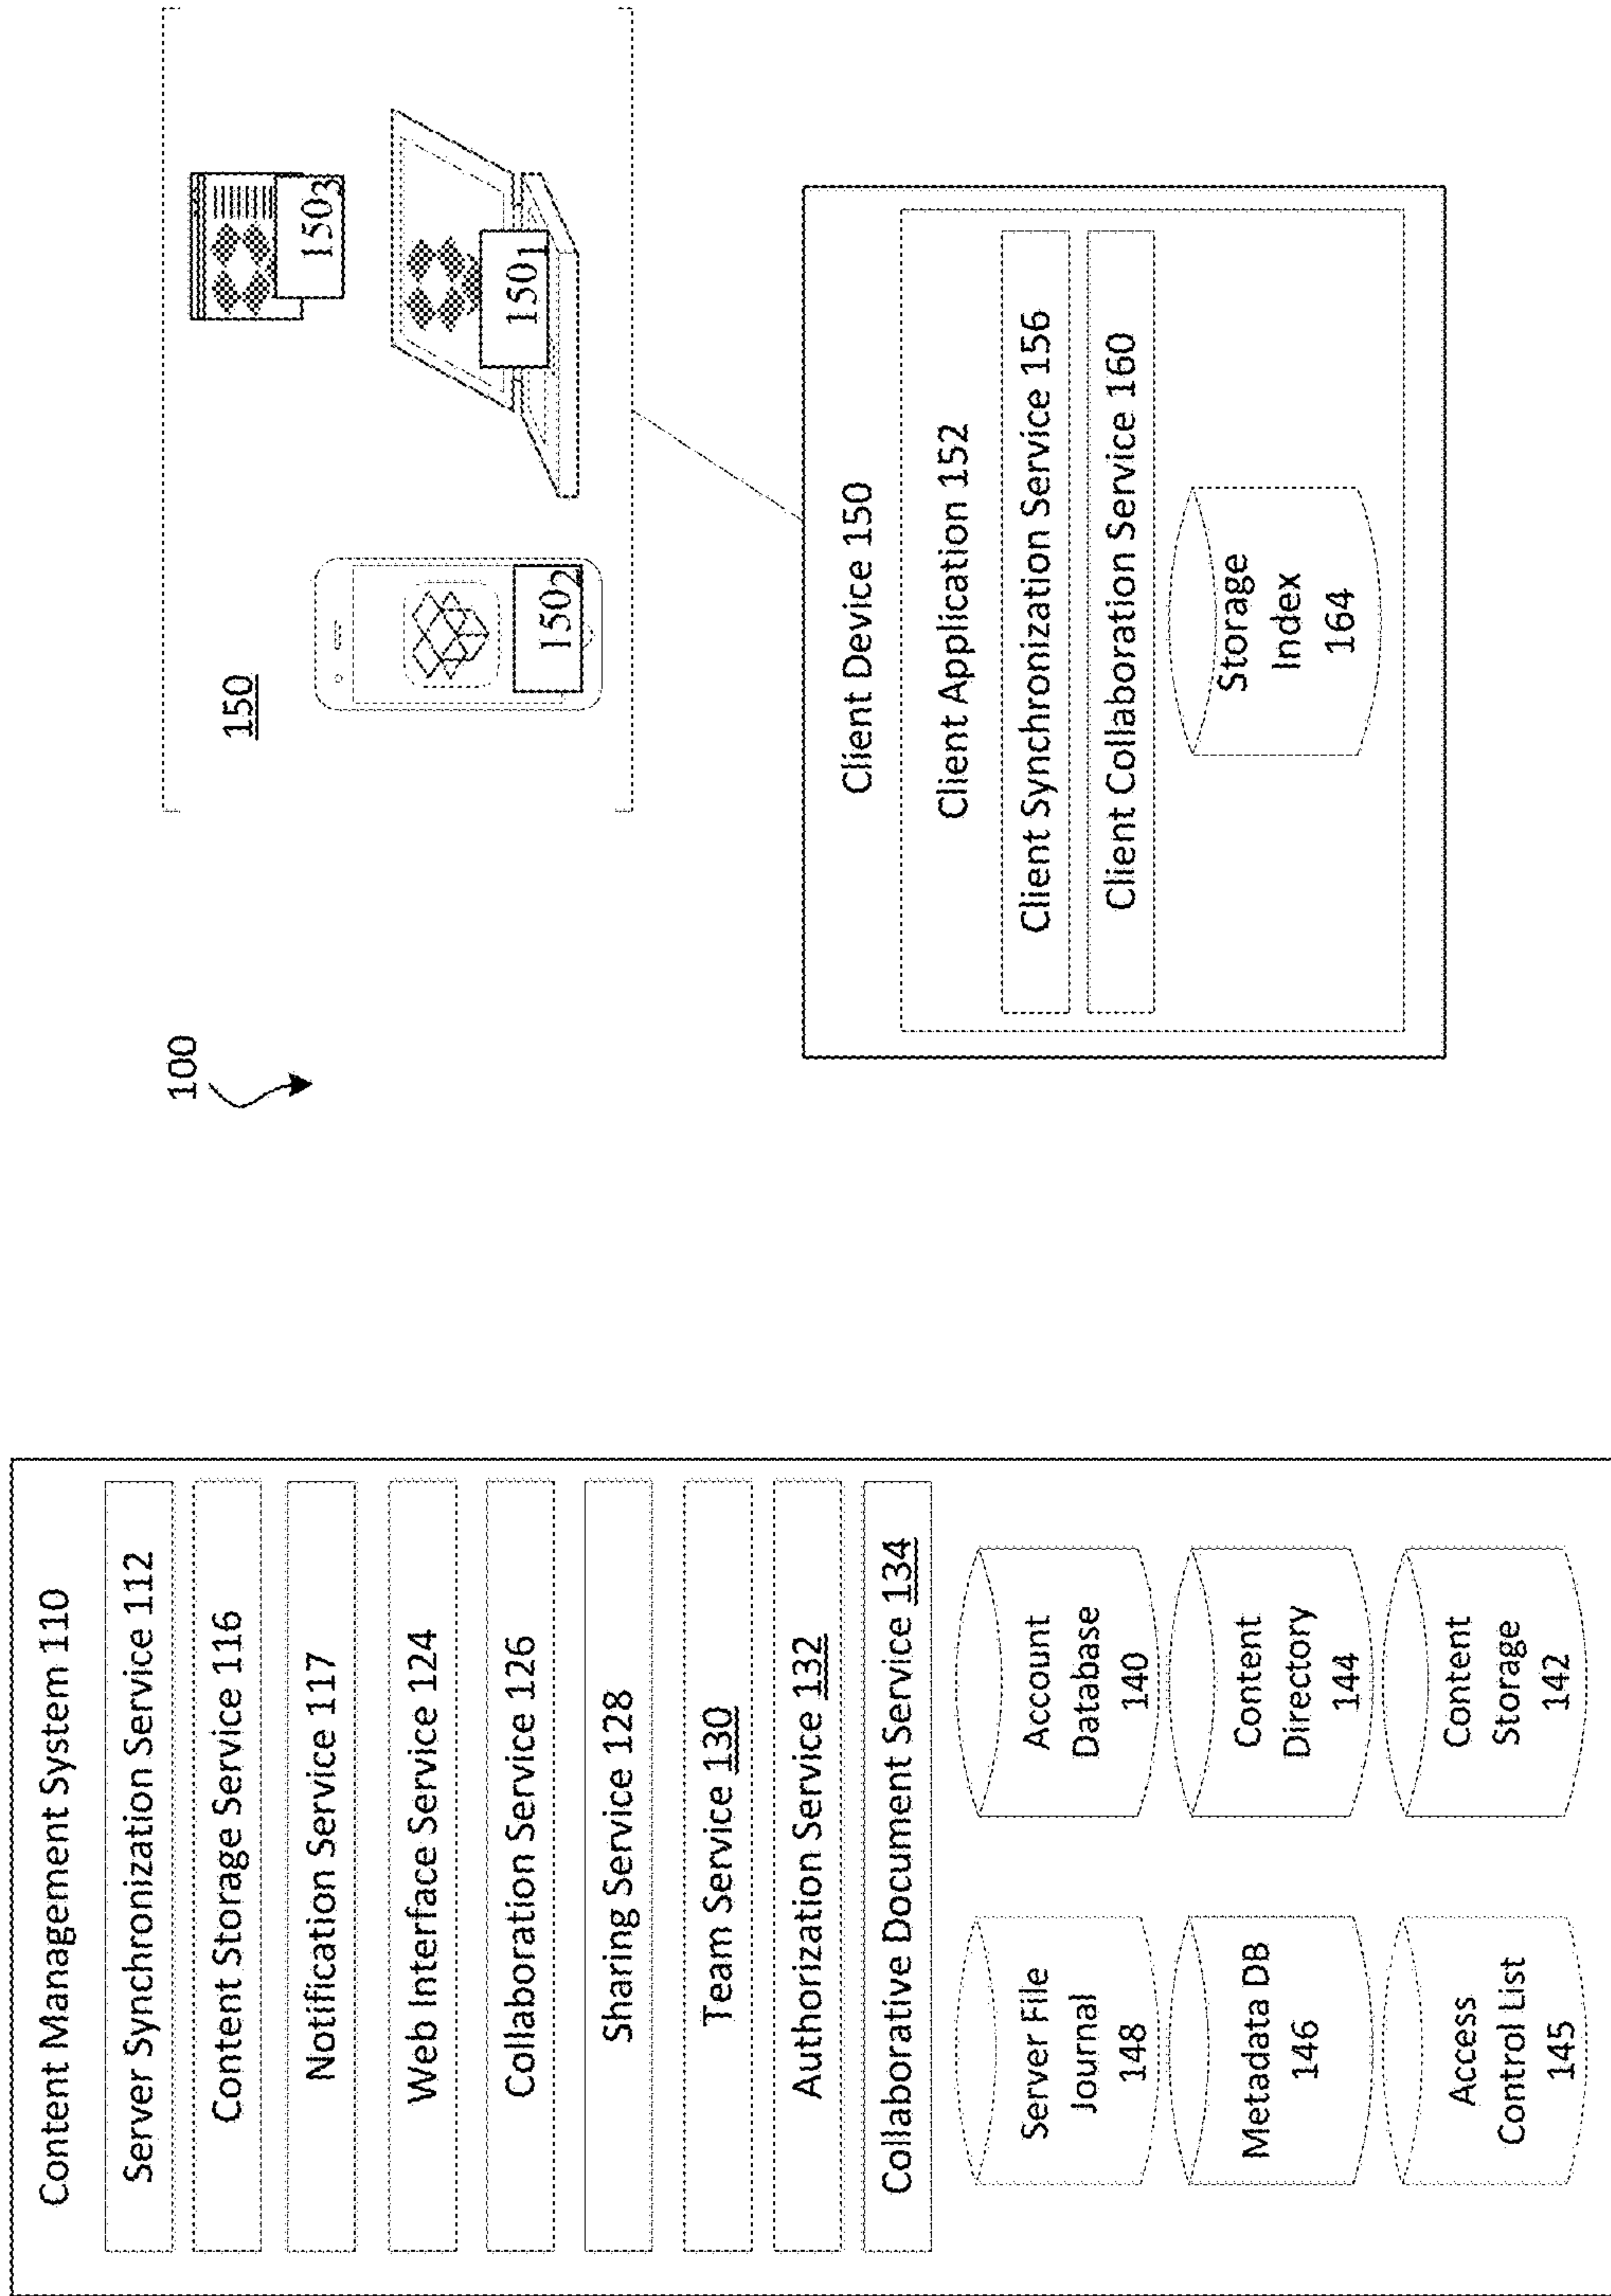 Content Management System 110
Server Synchronization Service 112
Content Storage Service 116
Notification Service 117
Web Interface Service 124
Collaboration Service 126
Sharing Service 128
Team Service 130
Authorization Service 132
Collaborative Document Service 134
Server File
Journal
148
Account
Database
140
Metadata DB
146
Content
Directory
144
Access
Control List
145
Content
Storage
142
100
150
150₂
150₁
150₃
Client Device 150
Client Application 152
Client Synchronization Service 156
Client Collaboration Service 160
Storage
Index
164